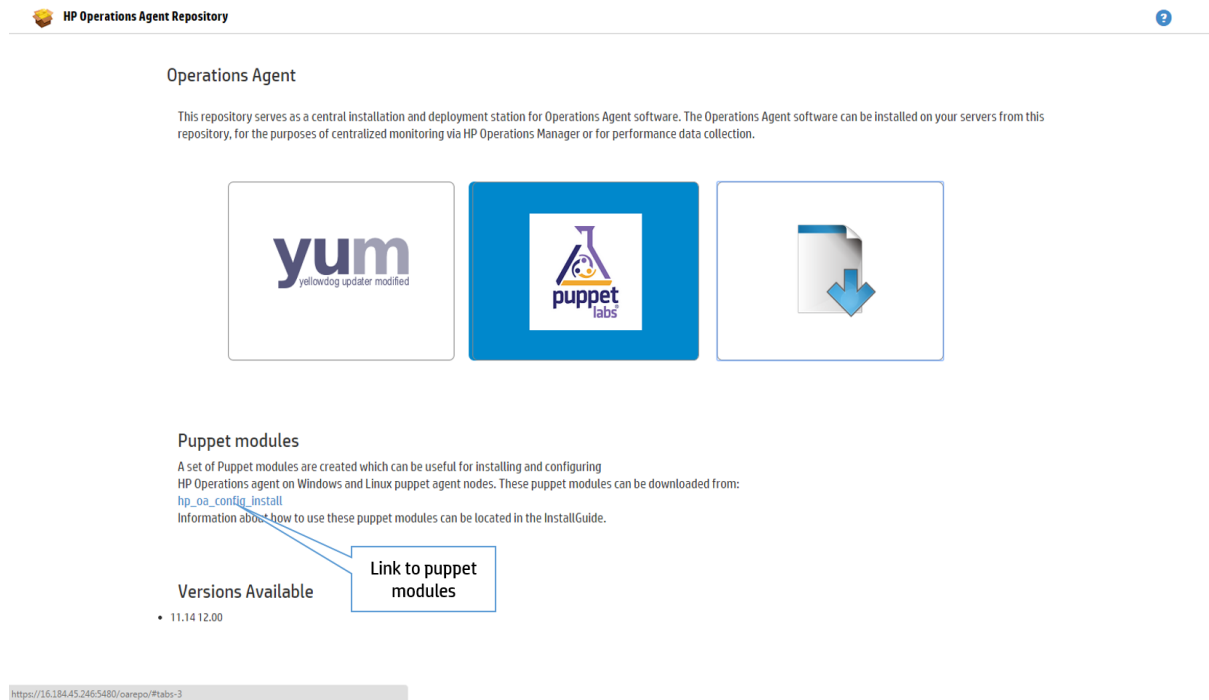 HP Operations Agent Repository
?
Operations Agent
This repository serves as a central installation and deployment station for Operations Agent software. The Operations Agent software can be installed on your servers from this
repository, for the purposes of centralized monitoring via HP Operations Manager or for performance data collection.
yum
yellowdog updater modified
puppet
labs
Puppet modules
A set of Puppet modules are created which can be useful for installing and configuring
HP Operations agent on Windows and Linux puppet agent nodes. These puppet modules can be downloaded from:
hp_oa_config_install
Information about how to use these puppet modules can be located in the InstallGuide.
Link to puppet
modules
Versions Available
• 11.14 12.00
https://16.184.45.246:5480/oarepo/#tabs-3